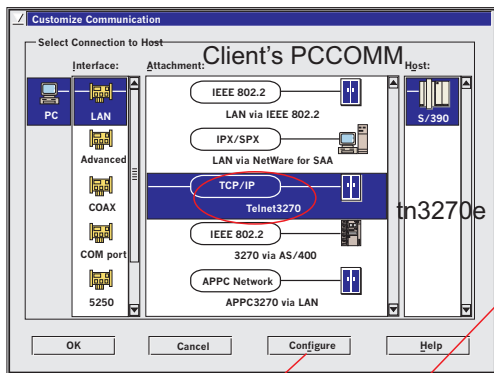 Customize Communication
Select Connection to Host
Client's PCCOMM
Interface:
Attachment:
Host:
PC
LAN
IEEE 802.2
LAN via IEEE 802.2
S/390
Advanced
IPX/SPX
LAN via NetWare for SAA
COAX
TCP/IP
Telnet3270
tn3270e
COM port
IEEE 802.2
3270 via AS/400
5250
APPC Network
APPC3270 via LAN
OK
Cancel
Configure
Help